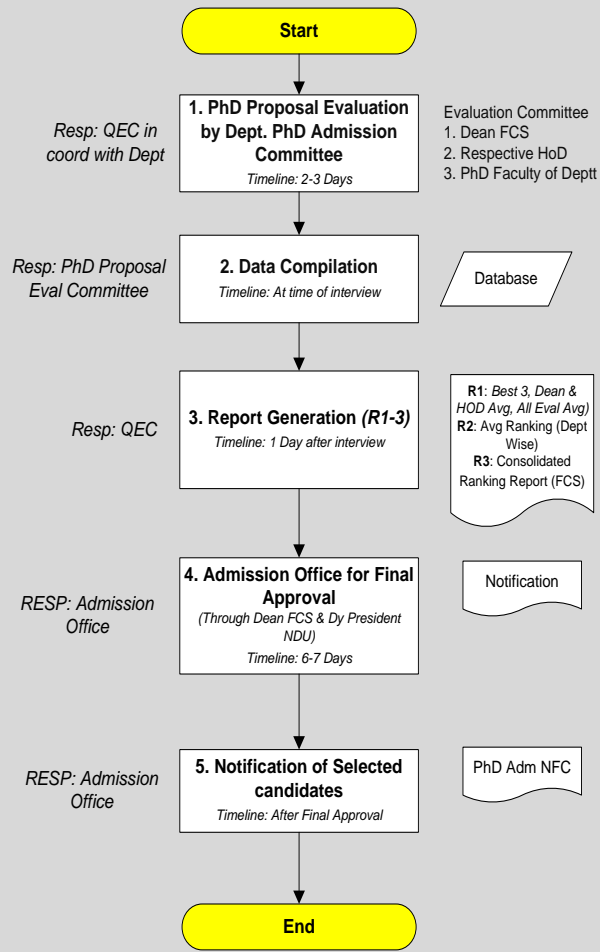 Start
Resp: QEC in
coord with Dept
1. PhD Proposal Evaluation
by Dept. PhD Admission
Committee
Timeline: 2-3 Days
Evaluation Committee
1. Dean FCS
2. Respective HoD
3. PhD Faculty of Deptt
Resp: PhD Proposal
Eval Committee
2. Data Compilation
Timeline: At time of interview
Database
Resp: QEC
3. Report Generation (R1-3)
Timeline: 1 Day after interview
R1: Best 3, Dean &
HOD Avg, All Eval Avg)
R2: Avg Ranking (Dept
Wise)
R3: Consolidated
Ranking Report (FCS)
RESP: Admission
Office
4. Admission Office for Final
Approval
(Through Dean FCS & Dy President
NDU)
Timeline: 6-7 Days
Notification
RESP: Admission
Office
5. Notification of Selected
candidates
Timeline: After Final Approval
PhD Adm NFC
End